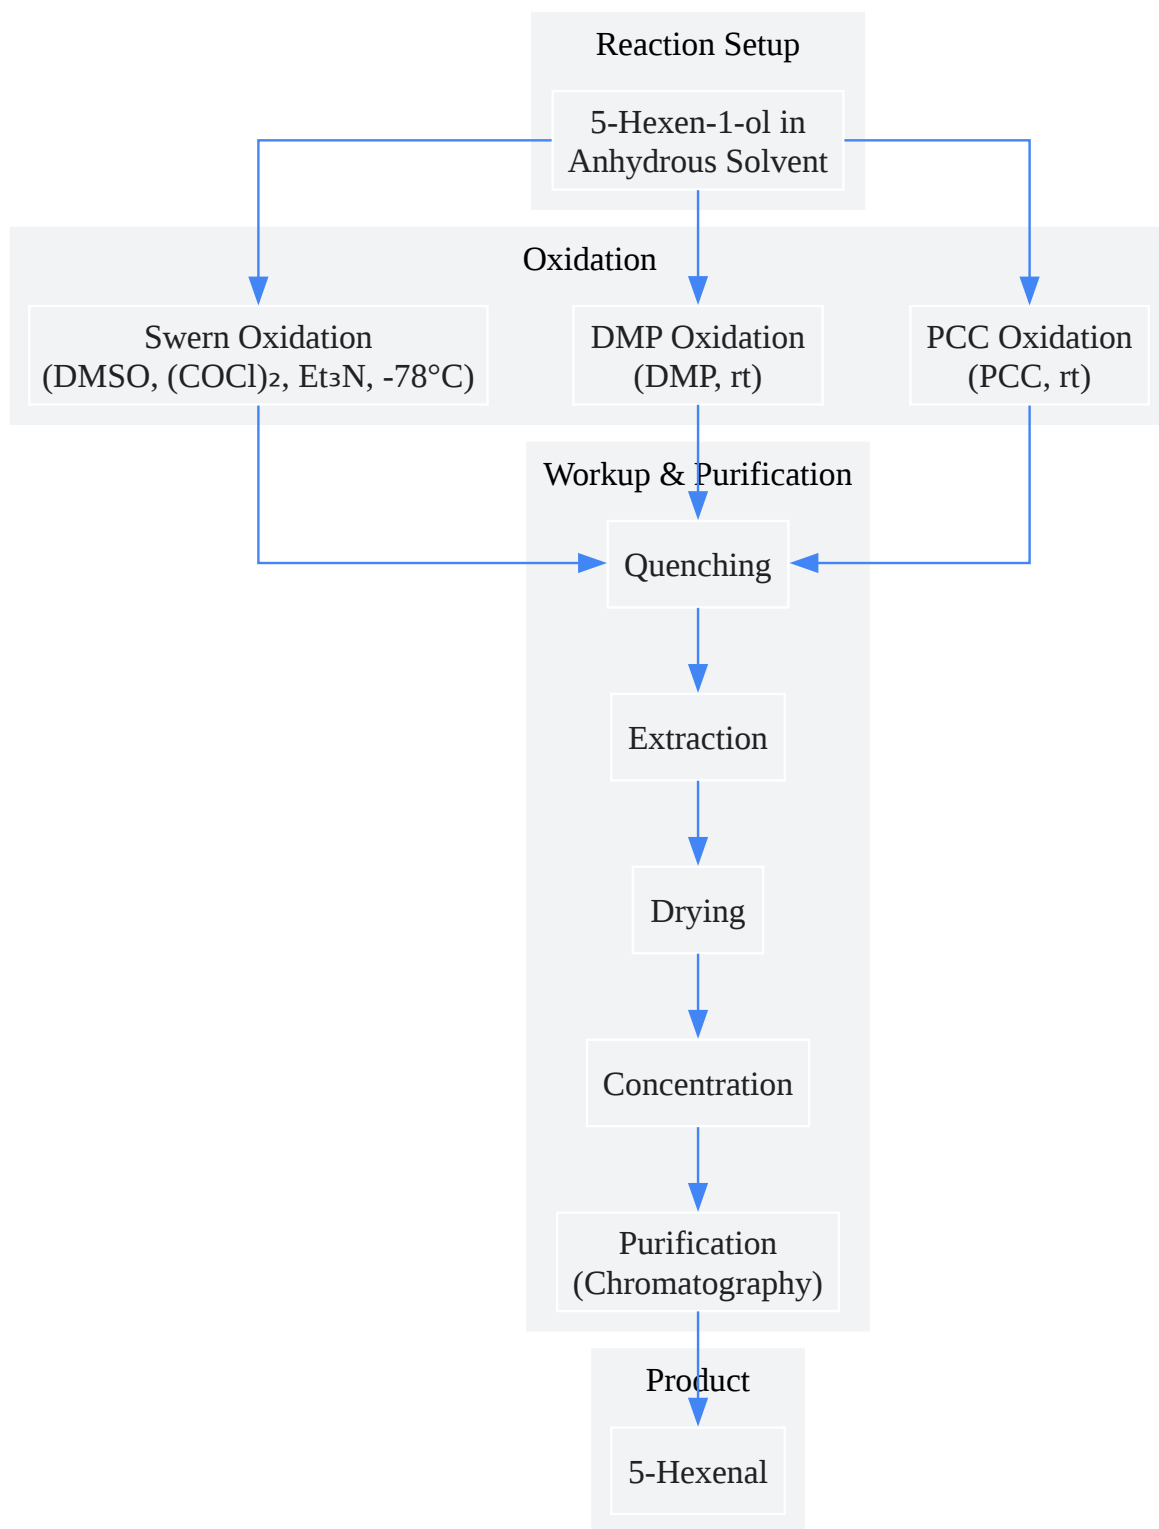 Reaction Setup
5-Hexen-1-ol in
Anhydrous Solvent
Oxidation
Swern Oxidation
(DMSO, (COCl)₂, Et₃N, -78°C)
DMP Oxidation
(DMP, rt)
PCC Oxidation
(PCC, rt)
Workup & Purification
Quenching
Extraction
Drying
Concentration
Purification
(Chromatography)
Product
5-Hexenal